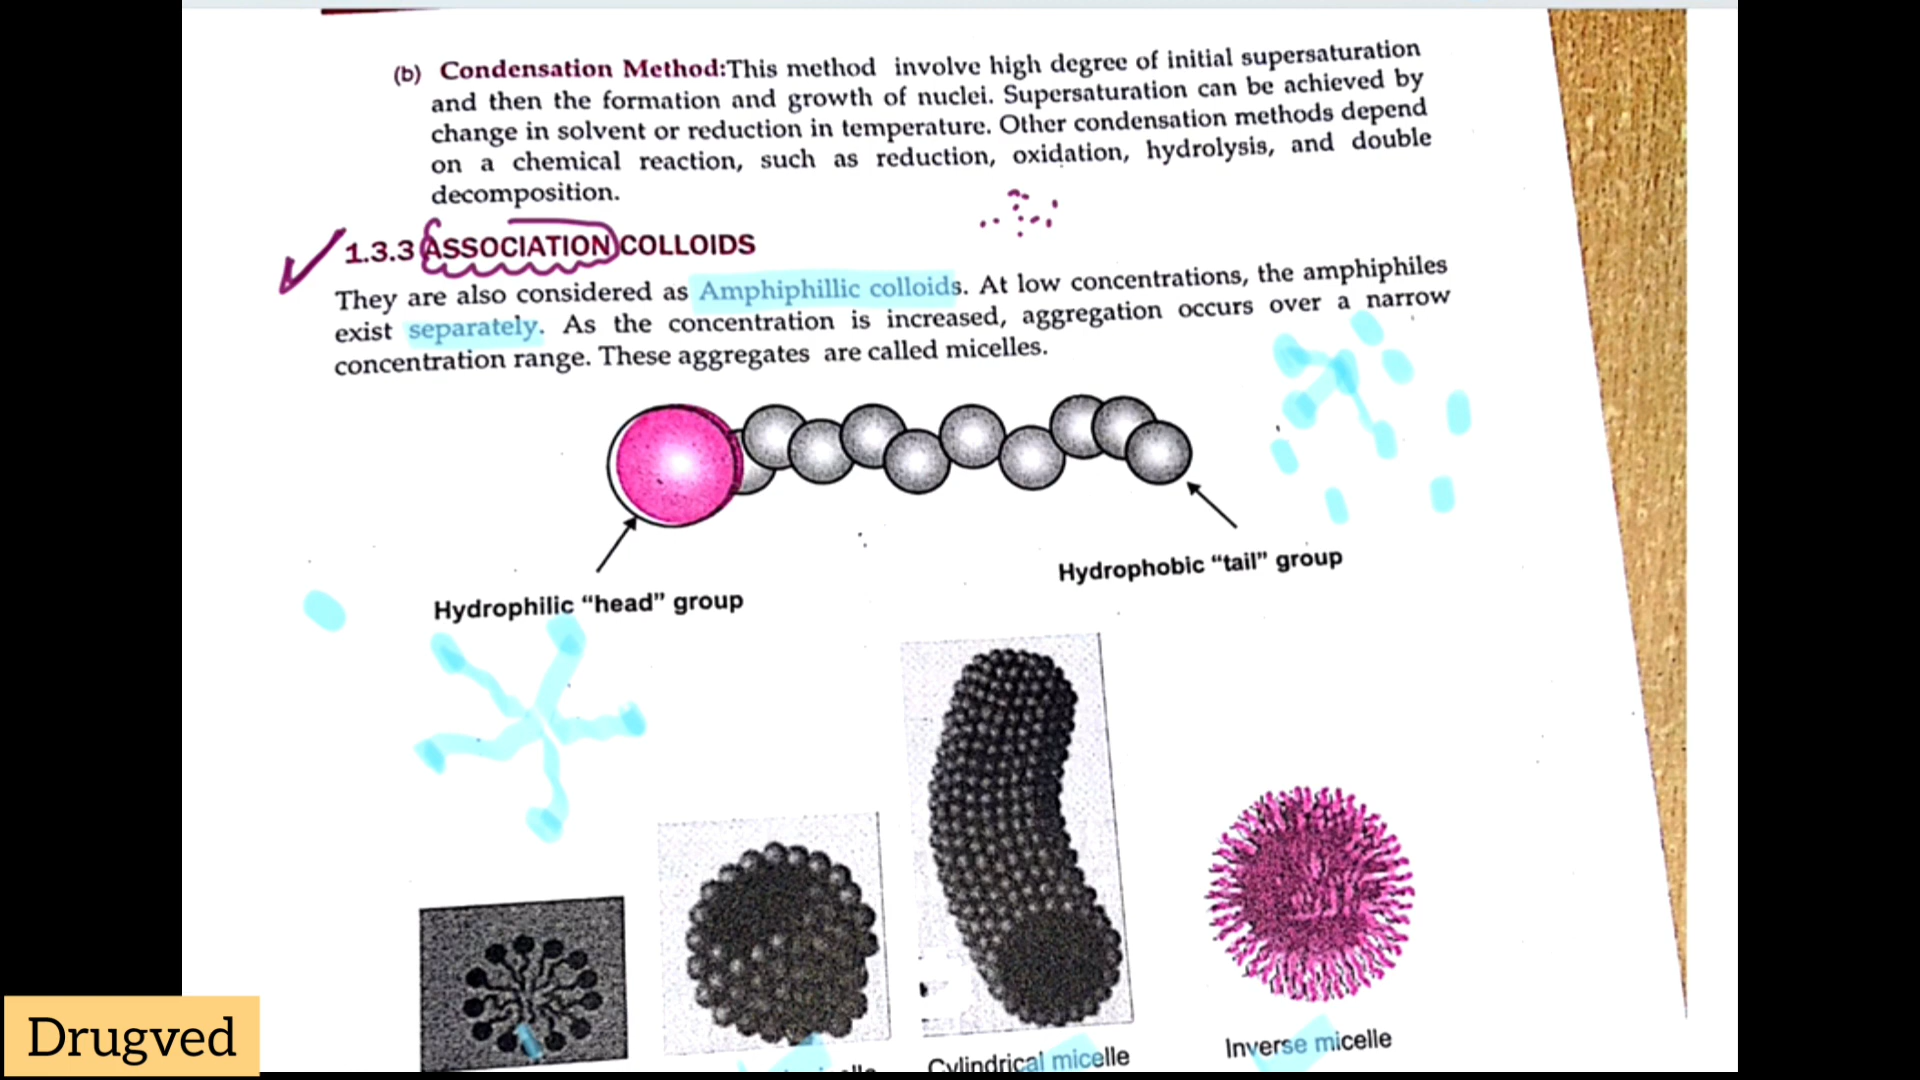 (b) Condensation Method:This method involve high degree of initial supersaturation
and then the formation and growth of nuclei. Supersaturation can be achieved by
change in solvent or reduction in temperature. Other condensation methods depend
on a chemical reaction, such as reduction, oxidation, hydrolysis, and double
decomposition.
1.3.3 ASSOCIATION COLLOIDS
They are also considered as Amphiphillic colloids. At low concentrations, the amphiphiles
exist separately. As the concentration is increased, aggregation occurs over a narrow
concentration range. These aggregates are called micelles.
Hydrophobic “tail” group
Hydrophilic “head” group
Inverse micelle
Cylindrical micelle
Drugved